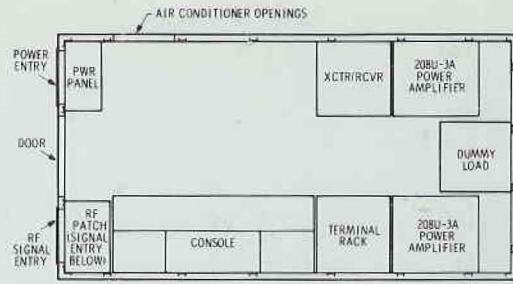 AIR CONDITIONER OPENINGS
POWER
ENTRY
PWR
PANEL
XCTR/RCVR
208U-3A
POWER
AMPLIFIER
DOOR
DUMMY
LOAD
RF
SIGNAL
ENTRY
RF
PATCH
(SIGNAL
ENTRY
BELOW)
CONSOLE
TERMINAL
RACK
208U-3A
POWER
AMPLIFIER